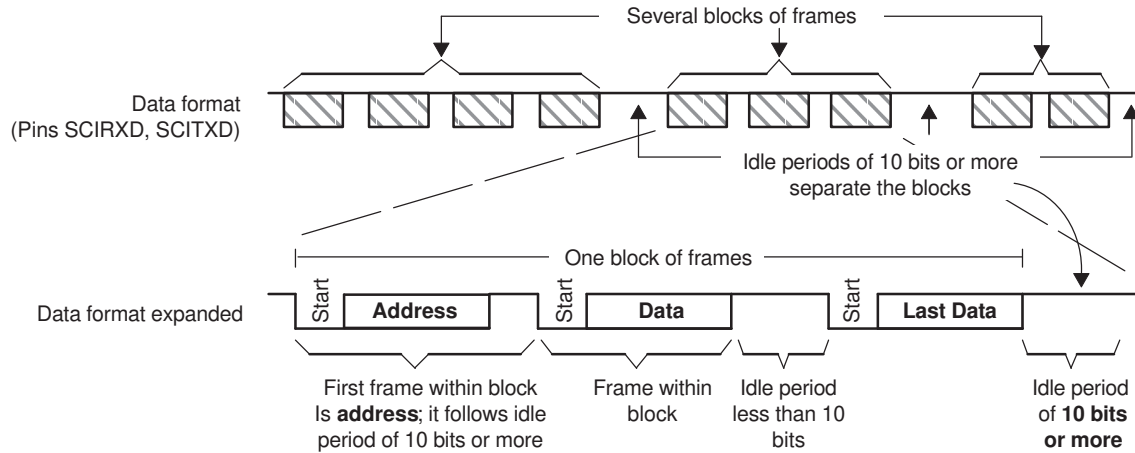 Several blocks of frames
Data format
(Pins SCIRXD, SCITXD)
Idle periods of 10 bits or more
separate the blocks
One block of frames
Data format expanded
Start
Address
Start
Data
Start
Last Data
First frame within block
Is address; it follows idle
period of 10 bits or more
Frame within
block
Idle period
less than 10
bits
Idle period
of 10 bits
or more